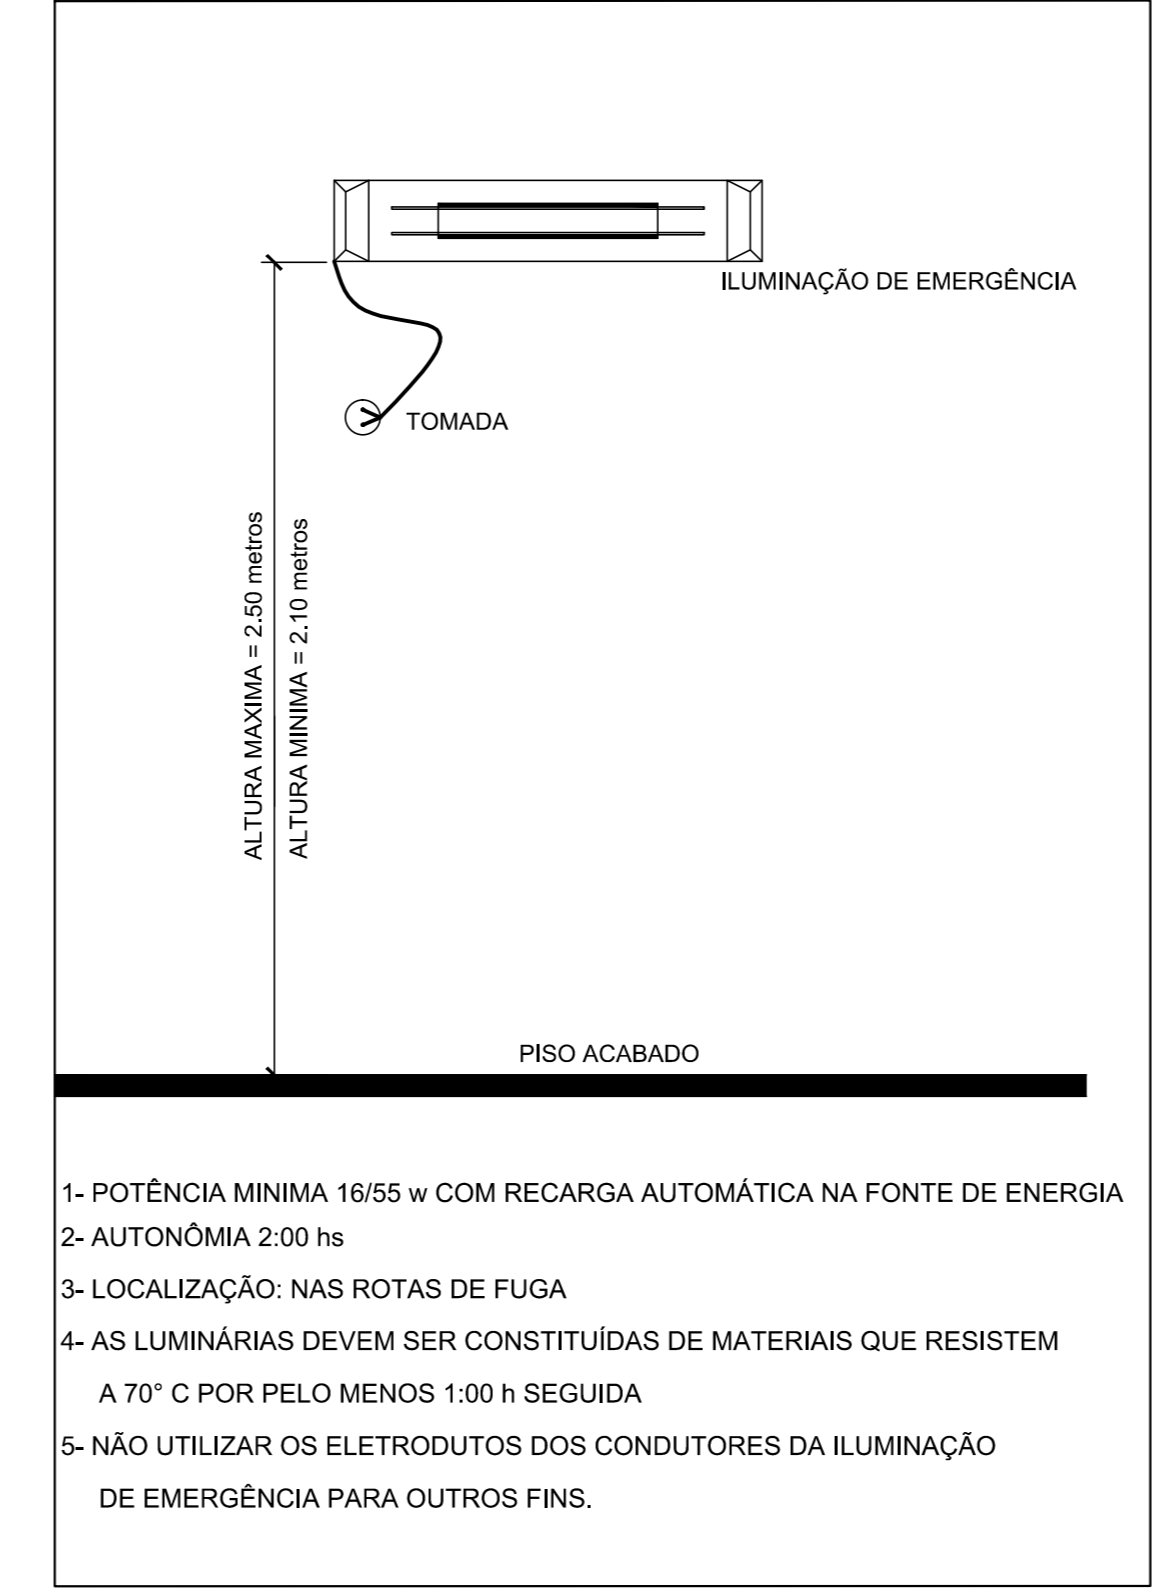 ILUMINAÇÃO DE EMERGÊNCIA
TOMADA
ALTURA MAXIMA = 2.50 metros
ALTURA MINIMA = 2.10 metros
PISO ACABADO
1- POTÊNCIA MINIMA 16/55 w COM RECARGA AUTOMÁTICA NA FONTE DE ENERGIA
2- AUTONÔMIA 2:00 hs
3- LOCALIZAÇÃO: NAS ROTAS DE FUGA
4- AS LUMINÁRIAS DEVEM SER CONSTITUÍDAS DE MATERIAIS QUE RESISTEM
A 70° C POR PELO MENOS 1:00 h SEGUIDA
5- NÃO UTILIZAR OS ELETRODUTOS DOS CONDUTORES DA ILUMINAÇÃO
DE EMERGÊNCIA PARA OUTROS FINS.